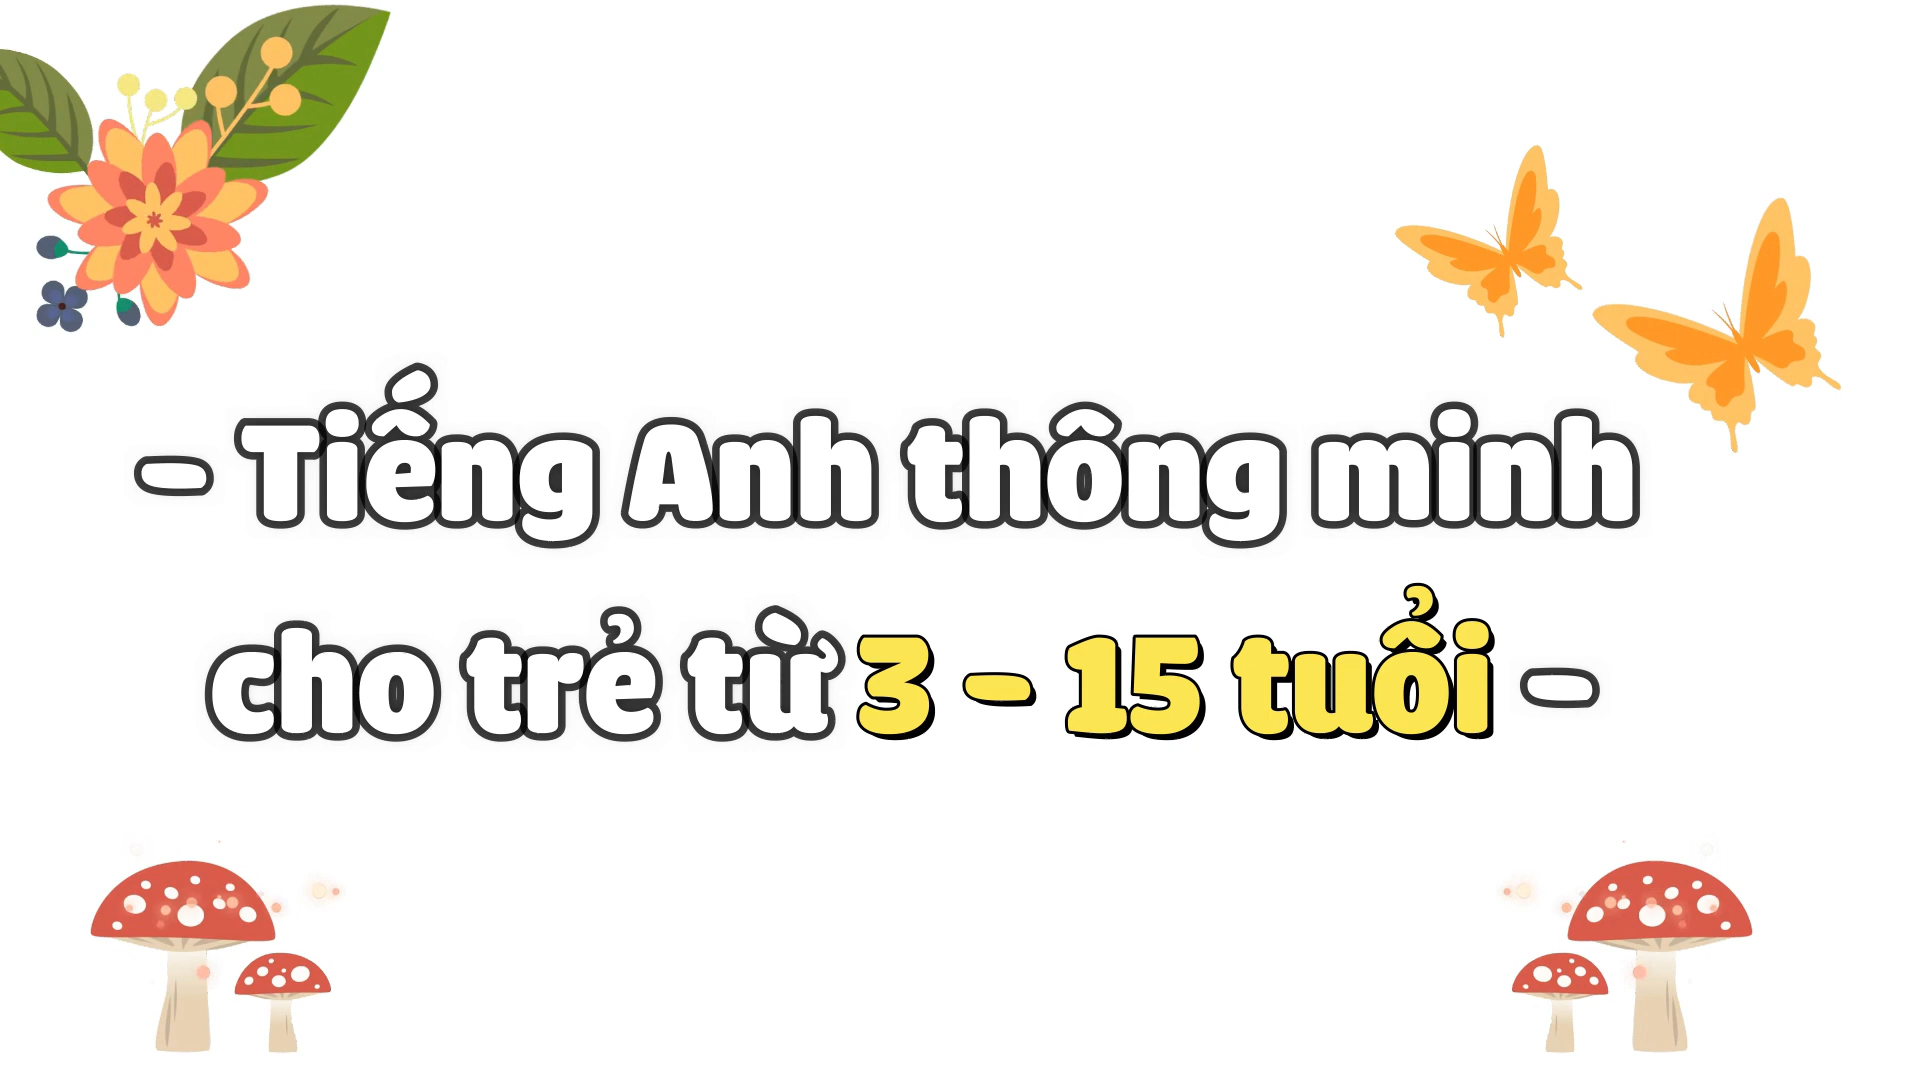 - Tiếng Anh thông minh
cho trẻ từ 3 - 15 tuổi -